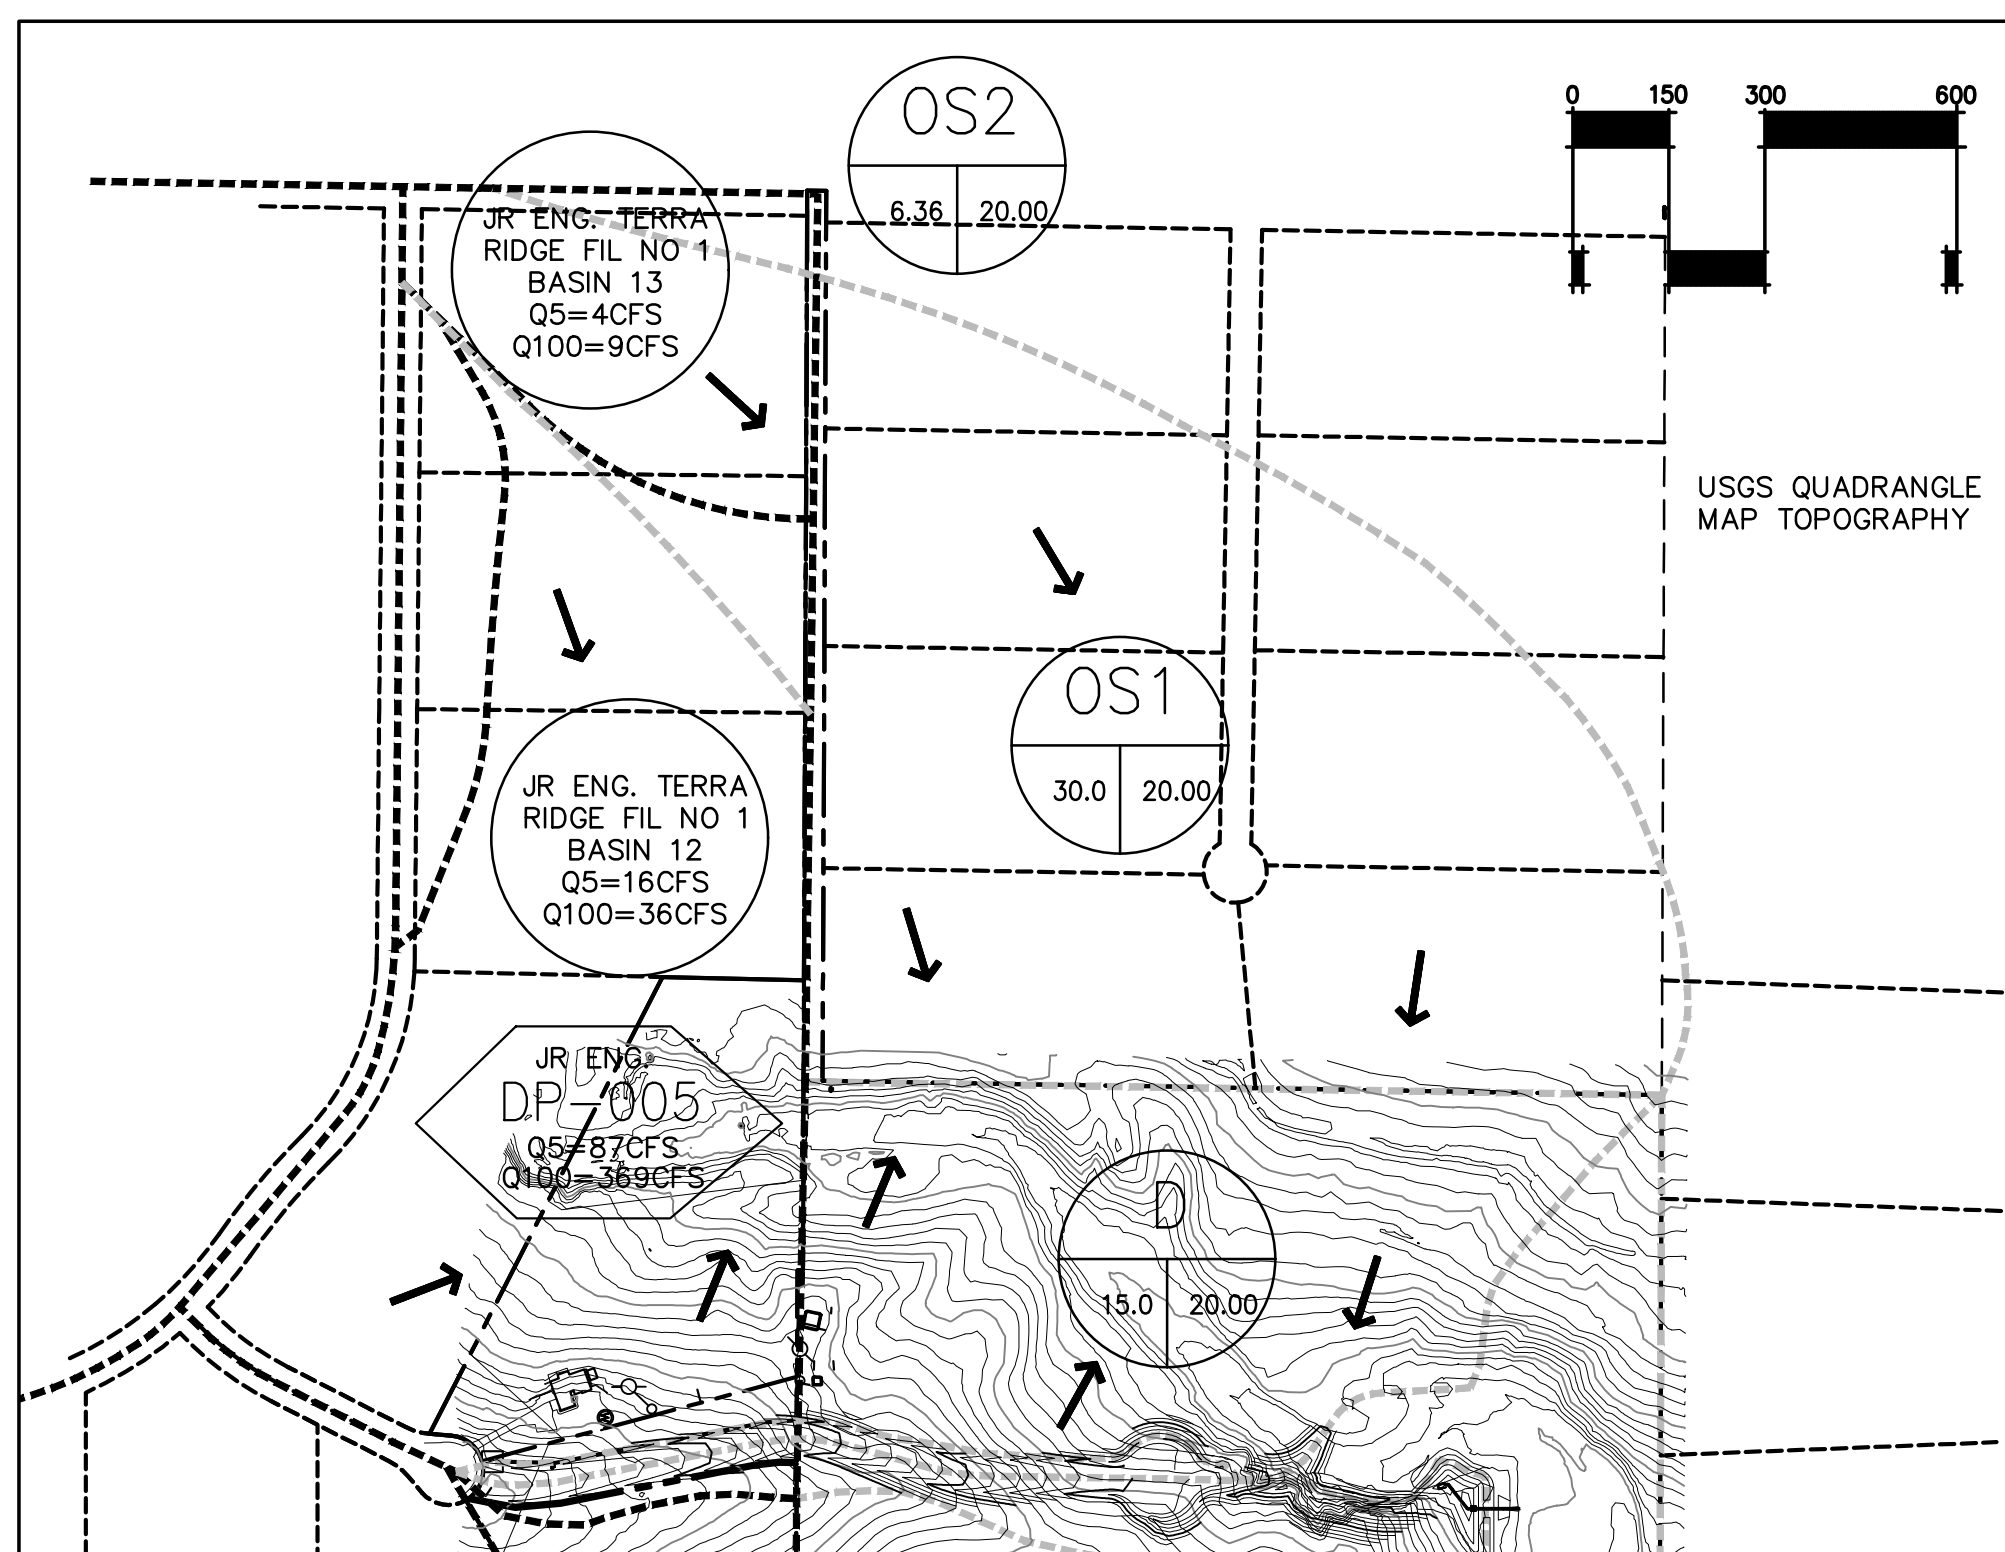 OS2
6.36 20.00
0 150 300 600
JR ENG. TERRA
RIDGE FIL NO 1
BASIN 13
Q5=4CFS
Q100=9CFS
USGS QUADRANGLE
MAP TOPOGRAPHY
OS1
30.0 20.00
JR ENG. TERRA
RIDGE FIL NO 1
BASIN 12
Q5=16CFS
Q100=36CFS
JR ENG.
DP-005
Q5=87CFS
Q100=369CFS
D
15.0 20.00
W